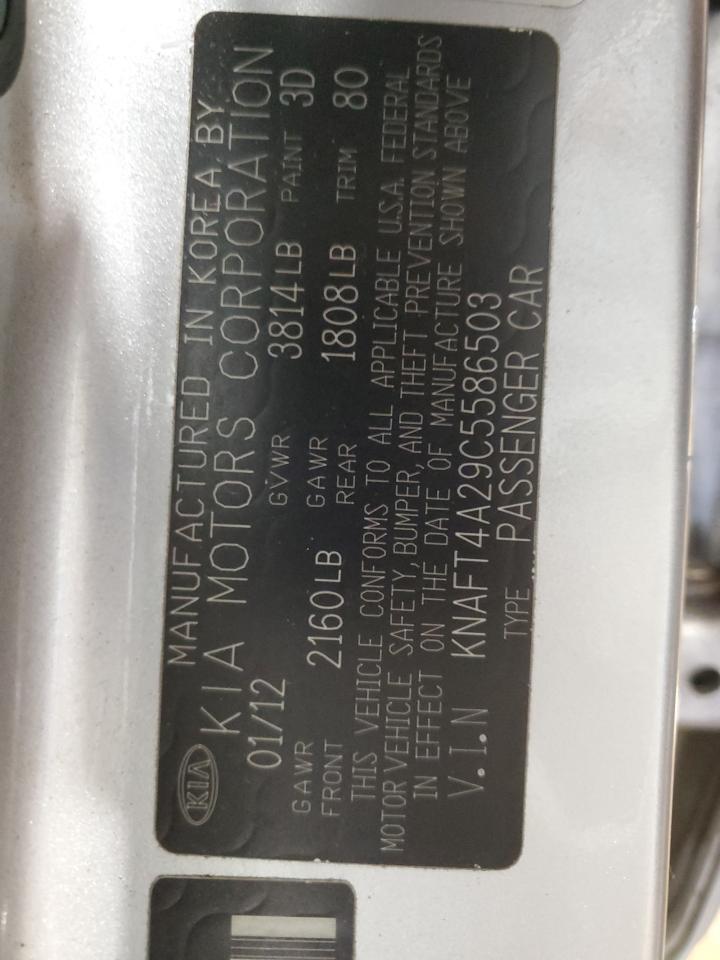 KIA
MANUFACTURED IN KOREA BY
KIA MOTORS CORPORATION
01/12 GVWR 3814LB PAINT 3D
GAWR FRONT 2160LB GAWR REAR 1808LB TRIM 80
THIS VEHICLE CONFORMS TO ALL APPLICABLE U.S.A. FEDERAL
MOTOR VEHICLE SAFETY, BUMPER, AND THEFT PREVENTION STANDARDS
IN EFFECT ON THE DATE OF MANUFACTURE SHOWN ABOVE
V.I.N KNAFT4A29C5586503
TYPE PASSENGER CAR